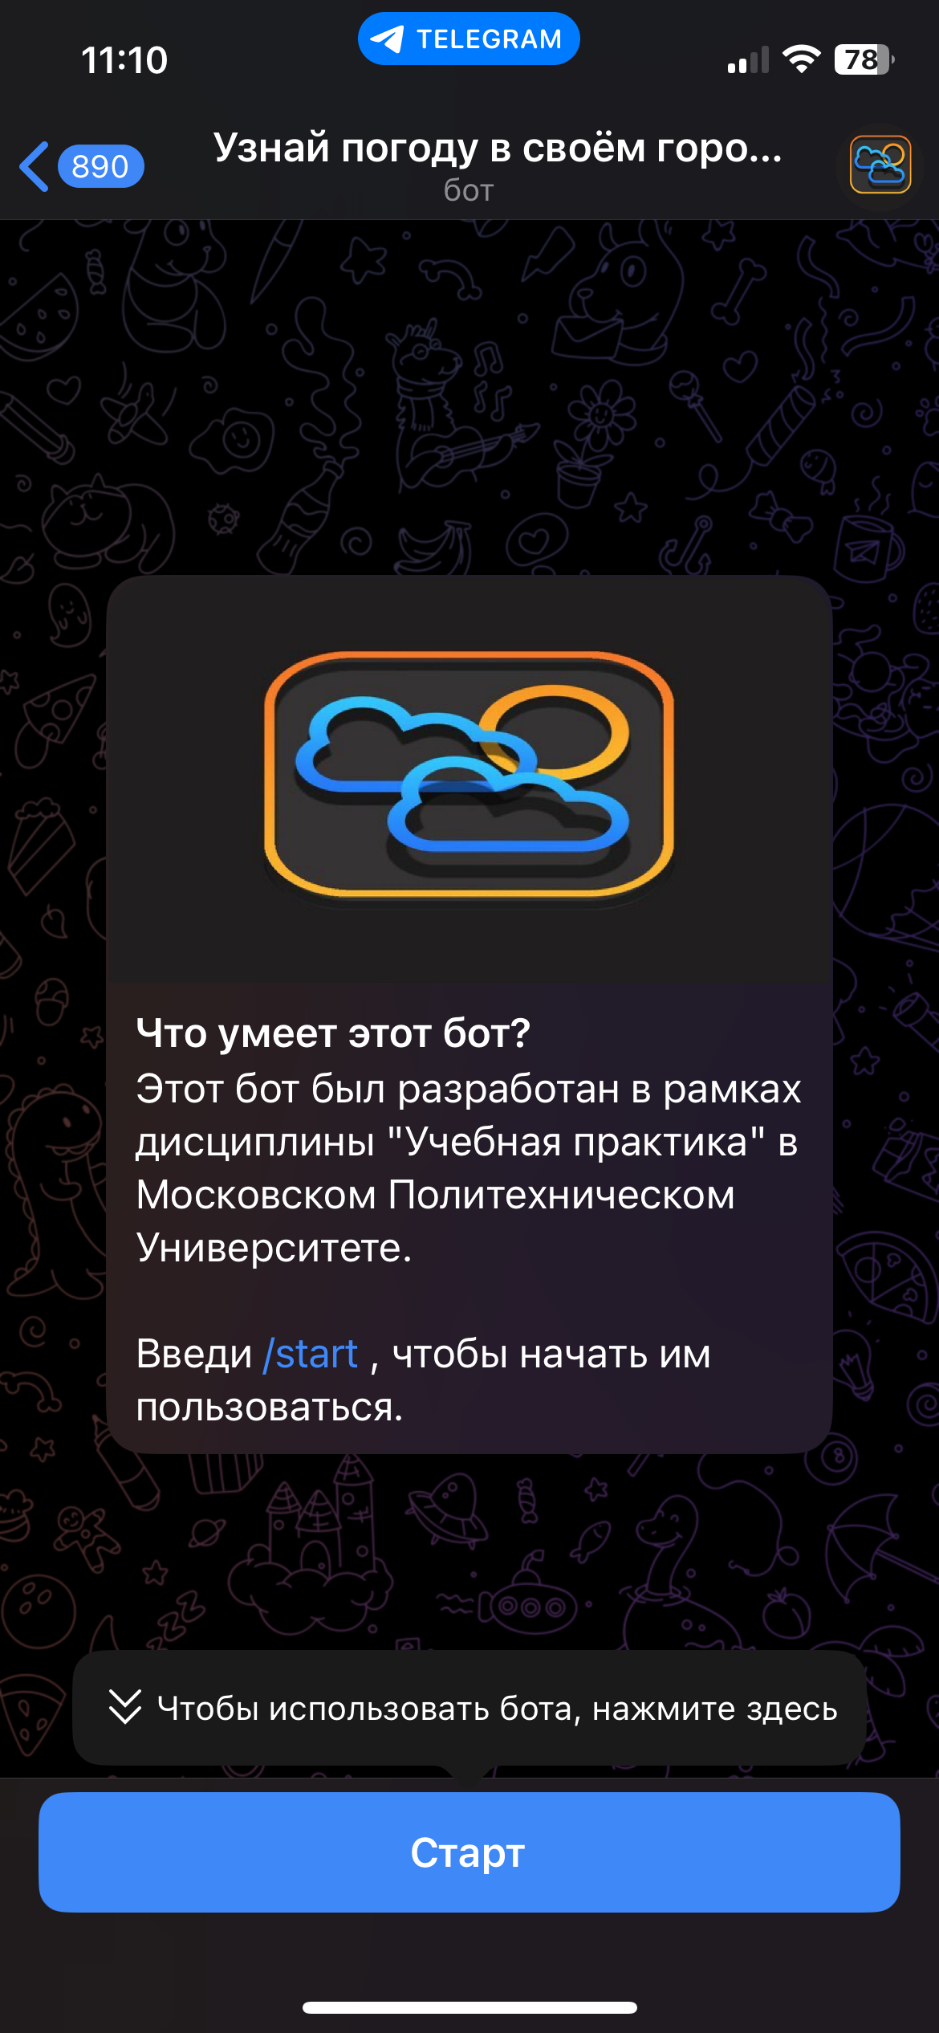 11:10
TELEGRAM
78
890
Узнай погоду в своём горо...
бот
Что умеет этот бот?
Этот бот был разработан в рамках
дисциплины "Учебная практика" в
Московском Политехническом
Университете.
Введи /start , чтобы начать им
пользоваться.
Чтобы использовать бота, нажмите здесь
Старт